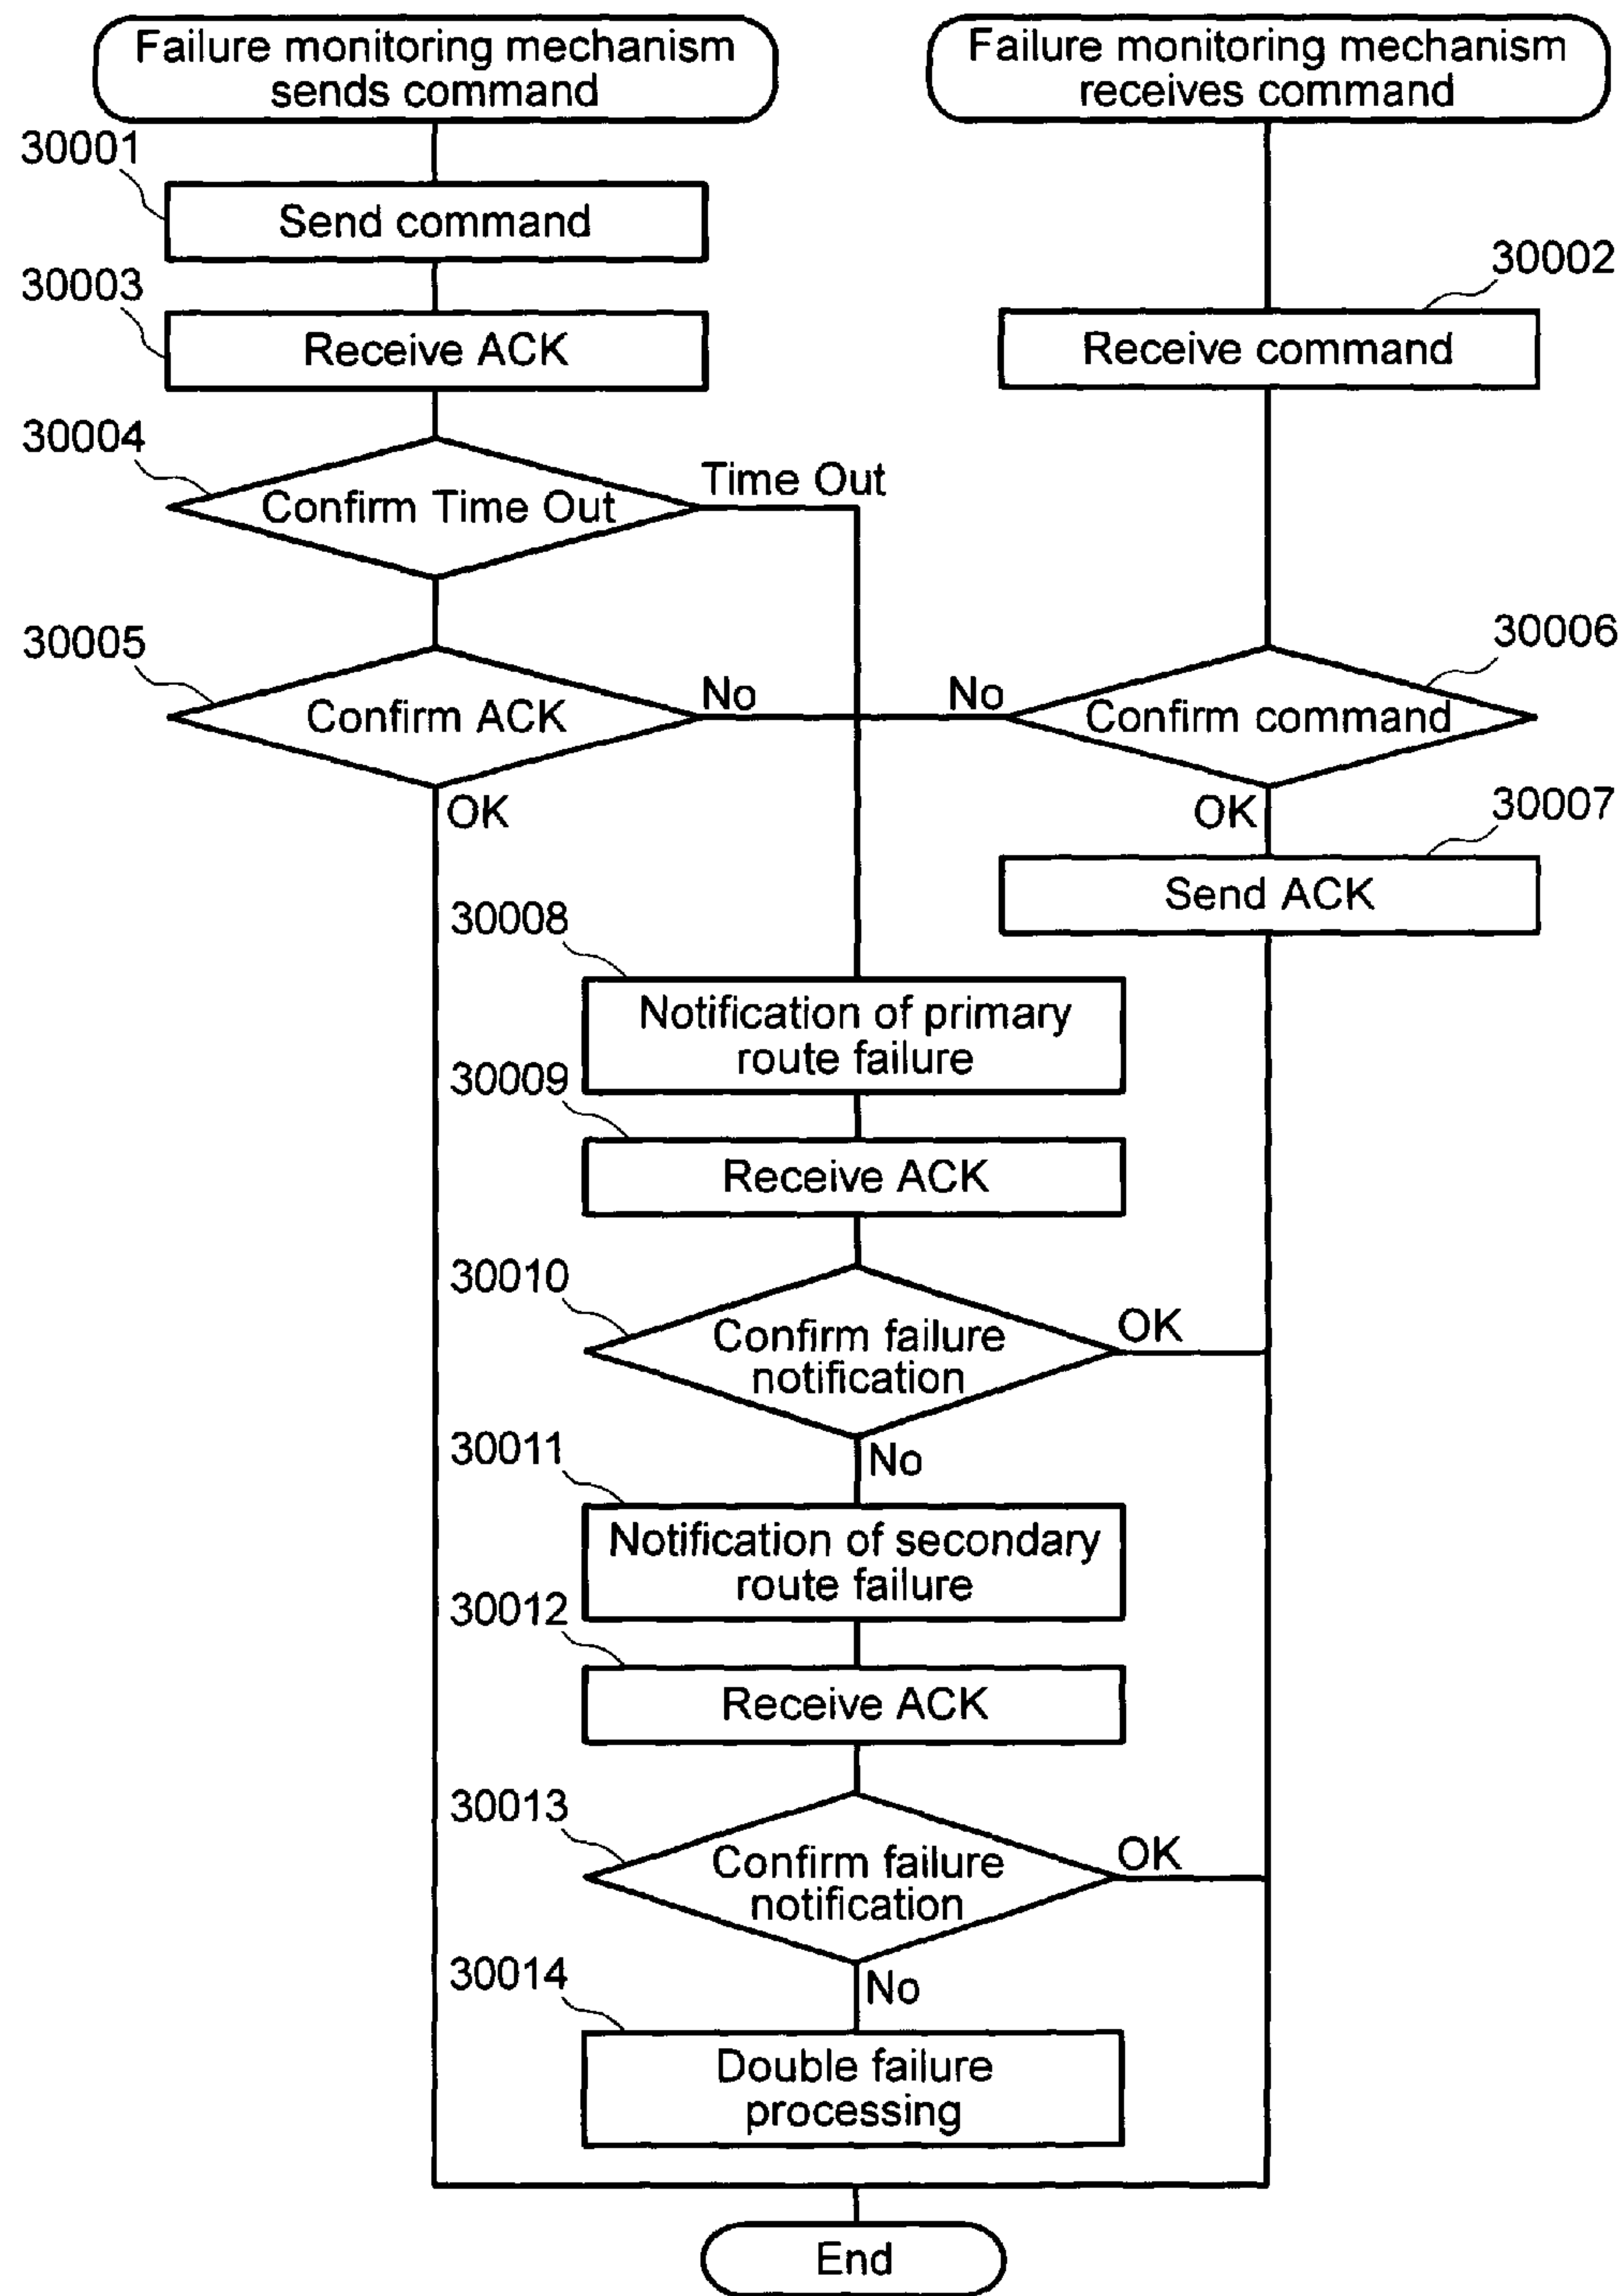 Failure monitoring mechanism
sends command
Failure monitoring mechanism
receives command
30001
Send command
30003
Receive ACK
30002
Receive command
30004
Confirm Time Out
Time Out
30005
Confirm ACK
No
No
30006
Confirm command
OK
OK
30007
Send ACK
30008
Notification of primary
route failure
30009
Receive ACK
30010
Confirm failure
notification
OK
No
30011
Notification of secondary
route failure
30012
Receive ACK
30013
Confirm failure
notification
OK
No
30014
Double failure
processing
End